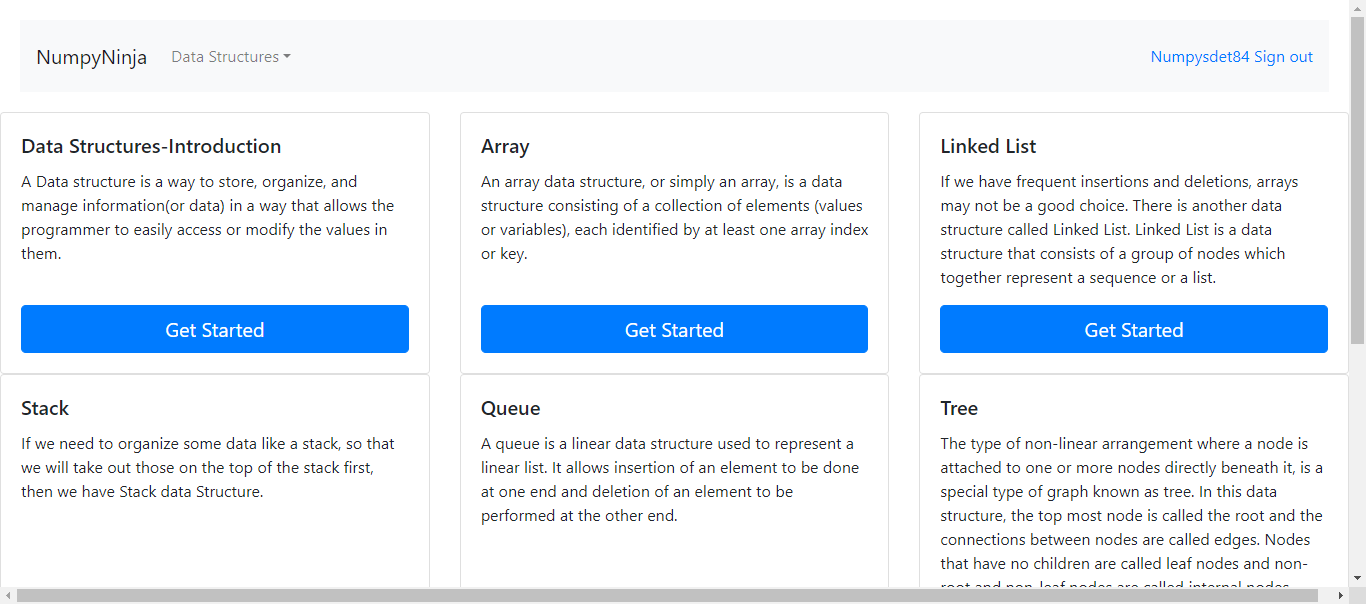 NumpyNinja Data Structures Numpysdet84 Sign out
Data Structures-Introduction
A Data structure is a way to store, organize, and
manage information(or data) in a way that allows the
programmer to easily access or modify the values in
them.
Get Started
Array
An array data structure, or simply an array, is a data
structure consisting of a collection of elements (values
or variables), each identified by at least one array index
or key.
Get Started
Linked List
If we have frequent insertions and deletions, arrays
may not be a good choice. There is another data
structure called Linked List. Linked List is a data
structure that consists of a group of nodes which
together represent a sequence or a list.
Get Started
Stack
If we need to organize some data like a stack, so that
we will take out those on the top of the stack first,
then we have Stack data Structure.
Queue
A queue is a linear data structure used to represent a
linear list. It allows insertion of an element to be done
at one end and deletion of an element to be
performed at the other end.
Tree
The type of non-linear arrangement where a node is
attached to one or more nodes directly beneath it, is a
special type of graph known as tree. In this data
structure, the top most node is called the root and the
connections between nodes are called edges. Nodes
that have no children are called leaf nodes and non-
root and non-leaf nodes are called internal nodes.